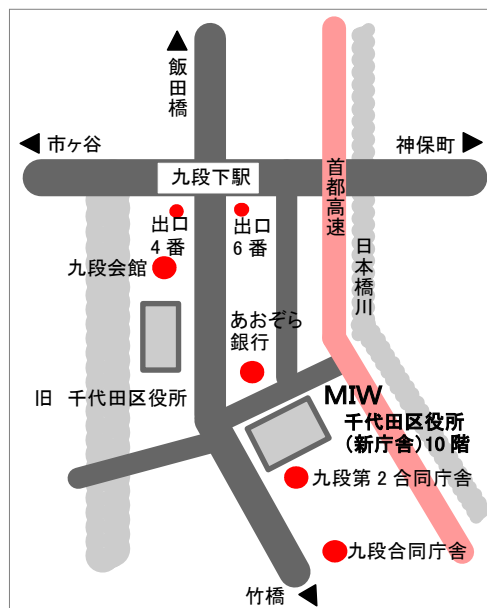 飯田橋
市ヶ谷
神保町
九段下駅
首都高速
出口
4番
出口
6番
日本橋川
九段会館
あおぞら
銀行
旧　千代田区役所
MIW
千代田区役所
(新庁舎)10階
九段第2合同庁舎
九段合同庁舎
竹橋